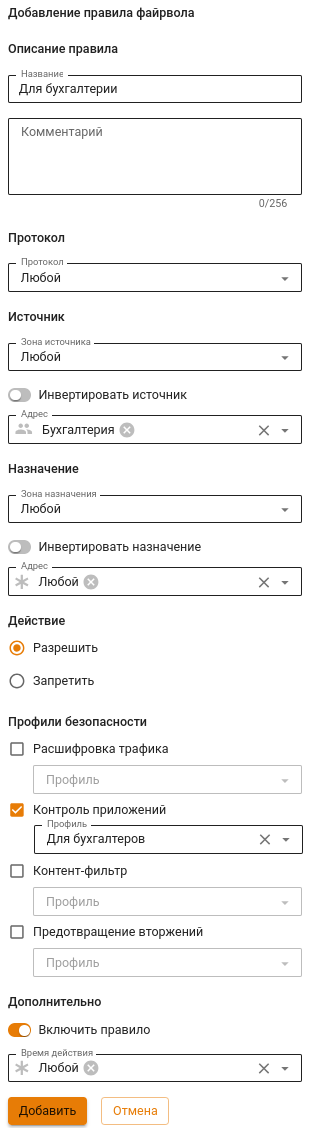 Добавление правила файрвола
Описание правила
Название
Для бухгалтерии
Комментарий
0/256
Протокол
Протокол
Любой
Источник
Зона источника
Любой
Инвертировать источник
Адрес
Бухгалтерия
Назначение
Зона назначения
Любой
Инвертировать назначение
Адрес
Любой
Действие
Разрешить
Запретить
Профили безопасности
Расшифровка трафика
Профиль
Контроль приложений
Профиль
Для бухгалтеров
Контент-фильтр
Профиль
Предотвращение вторжений
Профиль
Дополнительно
Включить правило
Время действия
Любой
Добавить Отмена